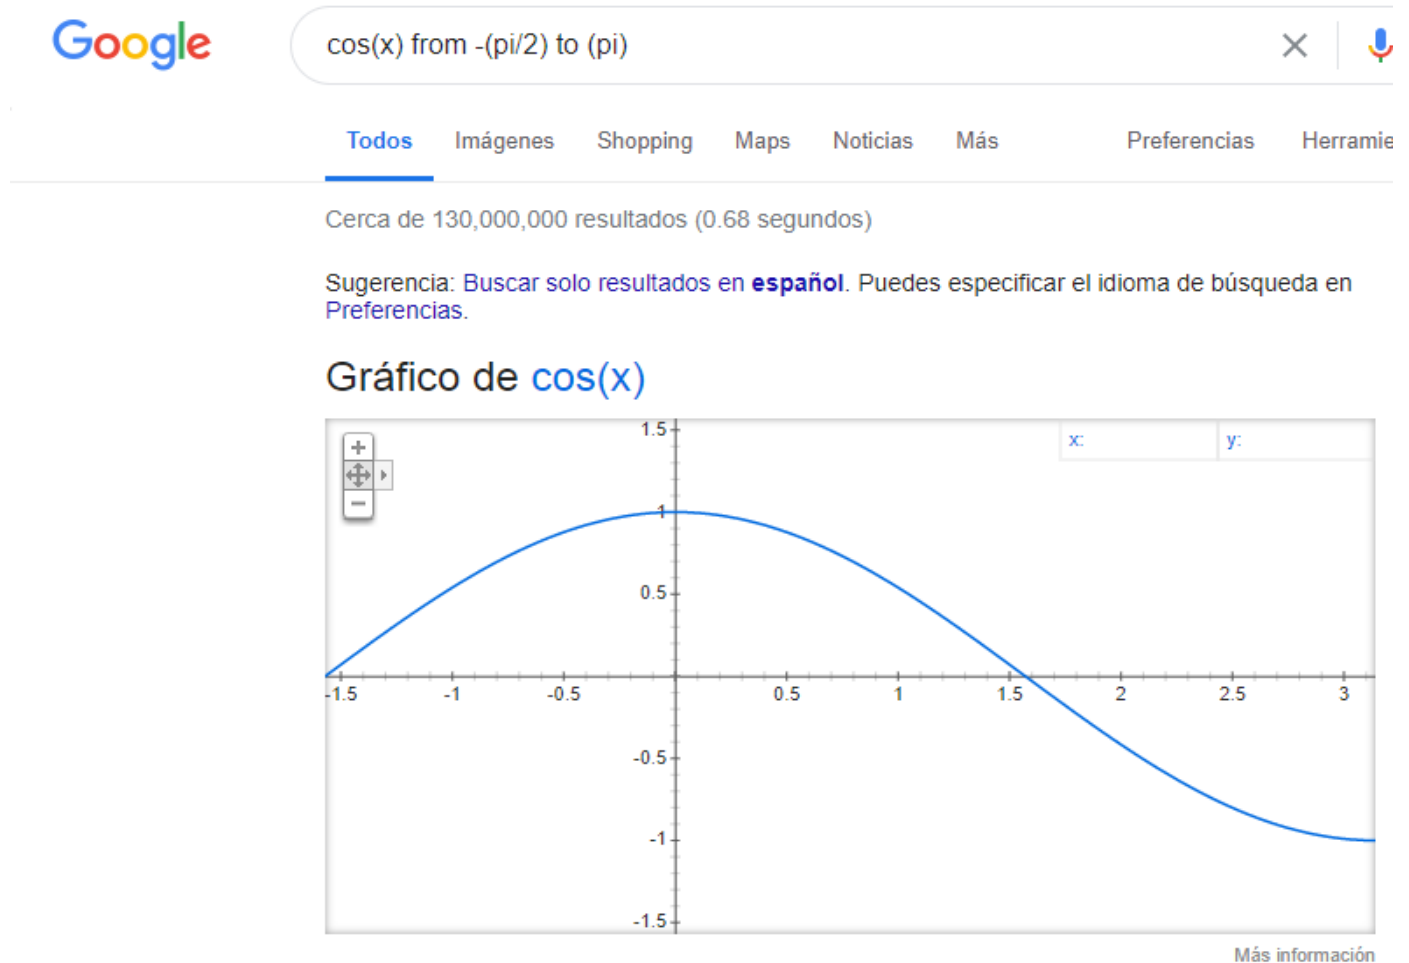 Google
cos(x) from -(pi/2) to (pi)
Todos Imágenes Shopping Maps Noticias Más Preferencias Herramie
Cerca de 130,000,000 resultados (0.68 segundos)
Sugerencia: Buscar solo resultados en español. Puedes especificar el idioma de búsqueda en
Preferencias.
Gráfico de cos(x)
1.5 x: y:
1
0.5
-1.5 -1 -0.5 0.5 1 1.5 2 2.5 3
-0.5
-1
-1.5
Más información